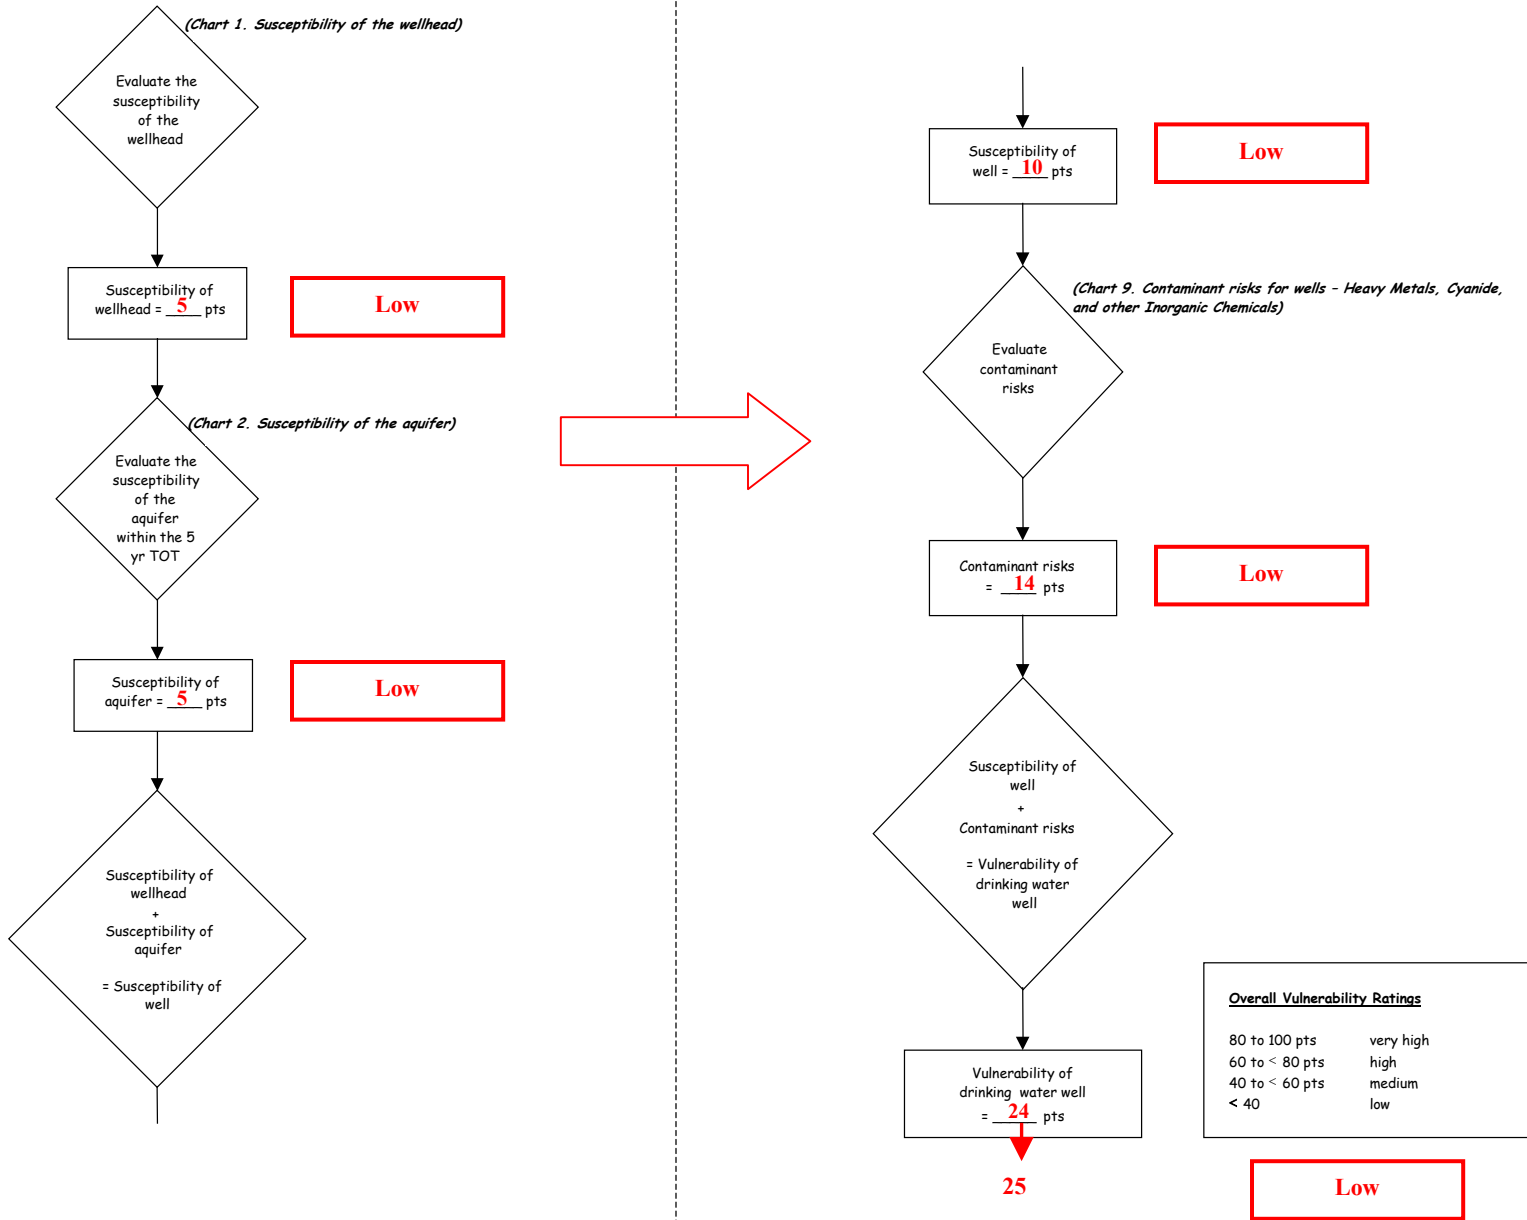 (Chart 1. Susceptibility of the wellhead)
Evaluate the
susceptibility
of the
wellhead
Susceptibility of
wellhead = 5 pts
Low
(Chart 2. Susceptibility of the aquifer)
Evaluate the
susceptibility
of the
aquifer
within the 5
yr TOT
Susceptibility of
aquifer = 5 pts
Low
Susceptibility of
wellhead
+
Susceptibility of
aquifer
= Susceptibility of
well
Susceptibility of
well = 10 pts
Low
(Chart 9. Contaminant risks for wells – Heavy Metals, Cyanide,
and other Inorganic Chemicals)
Evaluate
contaminant
risks
Contaminant risks
= 14 pts
Low
Susceptibility of
well
+
Contaminant risks
= Vulnerability of
drinking water
well
Vulnerability of
drinking water well
= 24 pts
25
Overall Vulnerability Ratings
80 to 100 pts very high
60 to < 80 pts high
40 to < 60 pts medium
< 40 low
Low